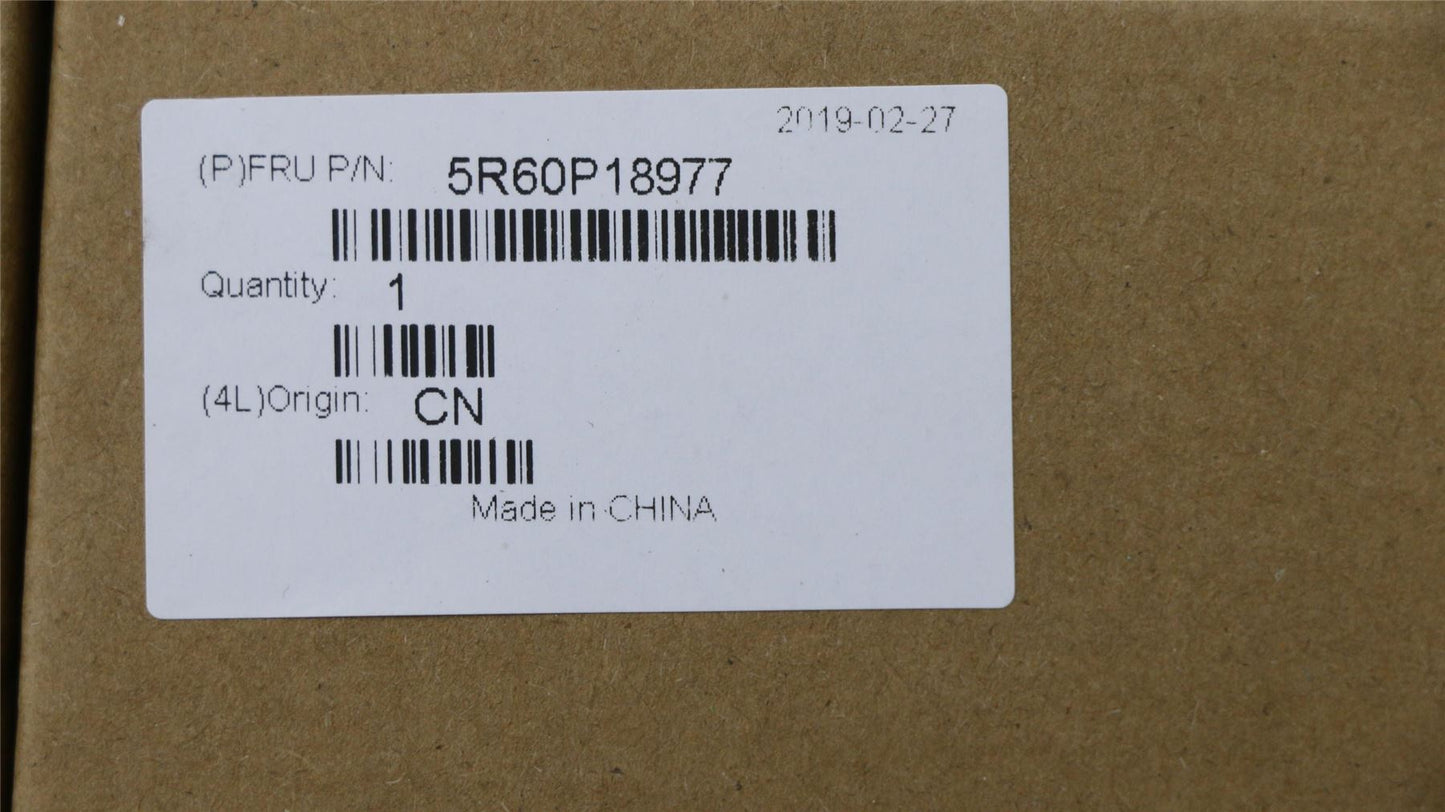 2019-02-27
(P)FRU P/N: 5R60P18977
Quantity: 1
(4L)Origin: CN
Made in CHINA